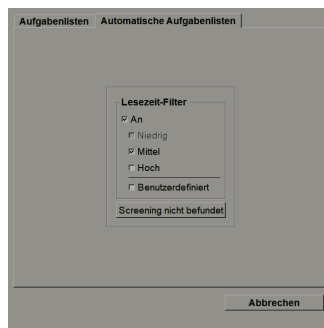 Aufgabenlisten Automatische Aufgabenlisten
Lesezeit-Filter
An
Niedrig
Mittel
Hoch
Benutzerdefiniert
Screening nicht befundet
Abbrechen